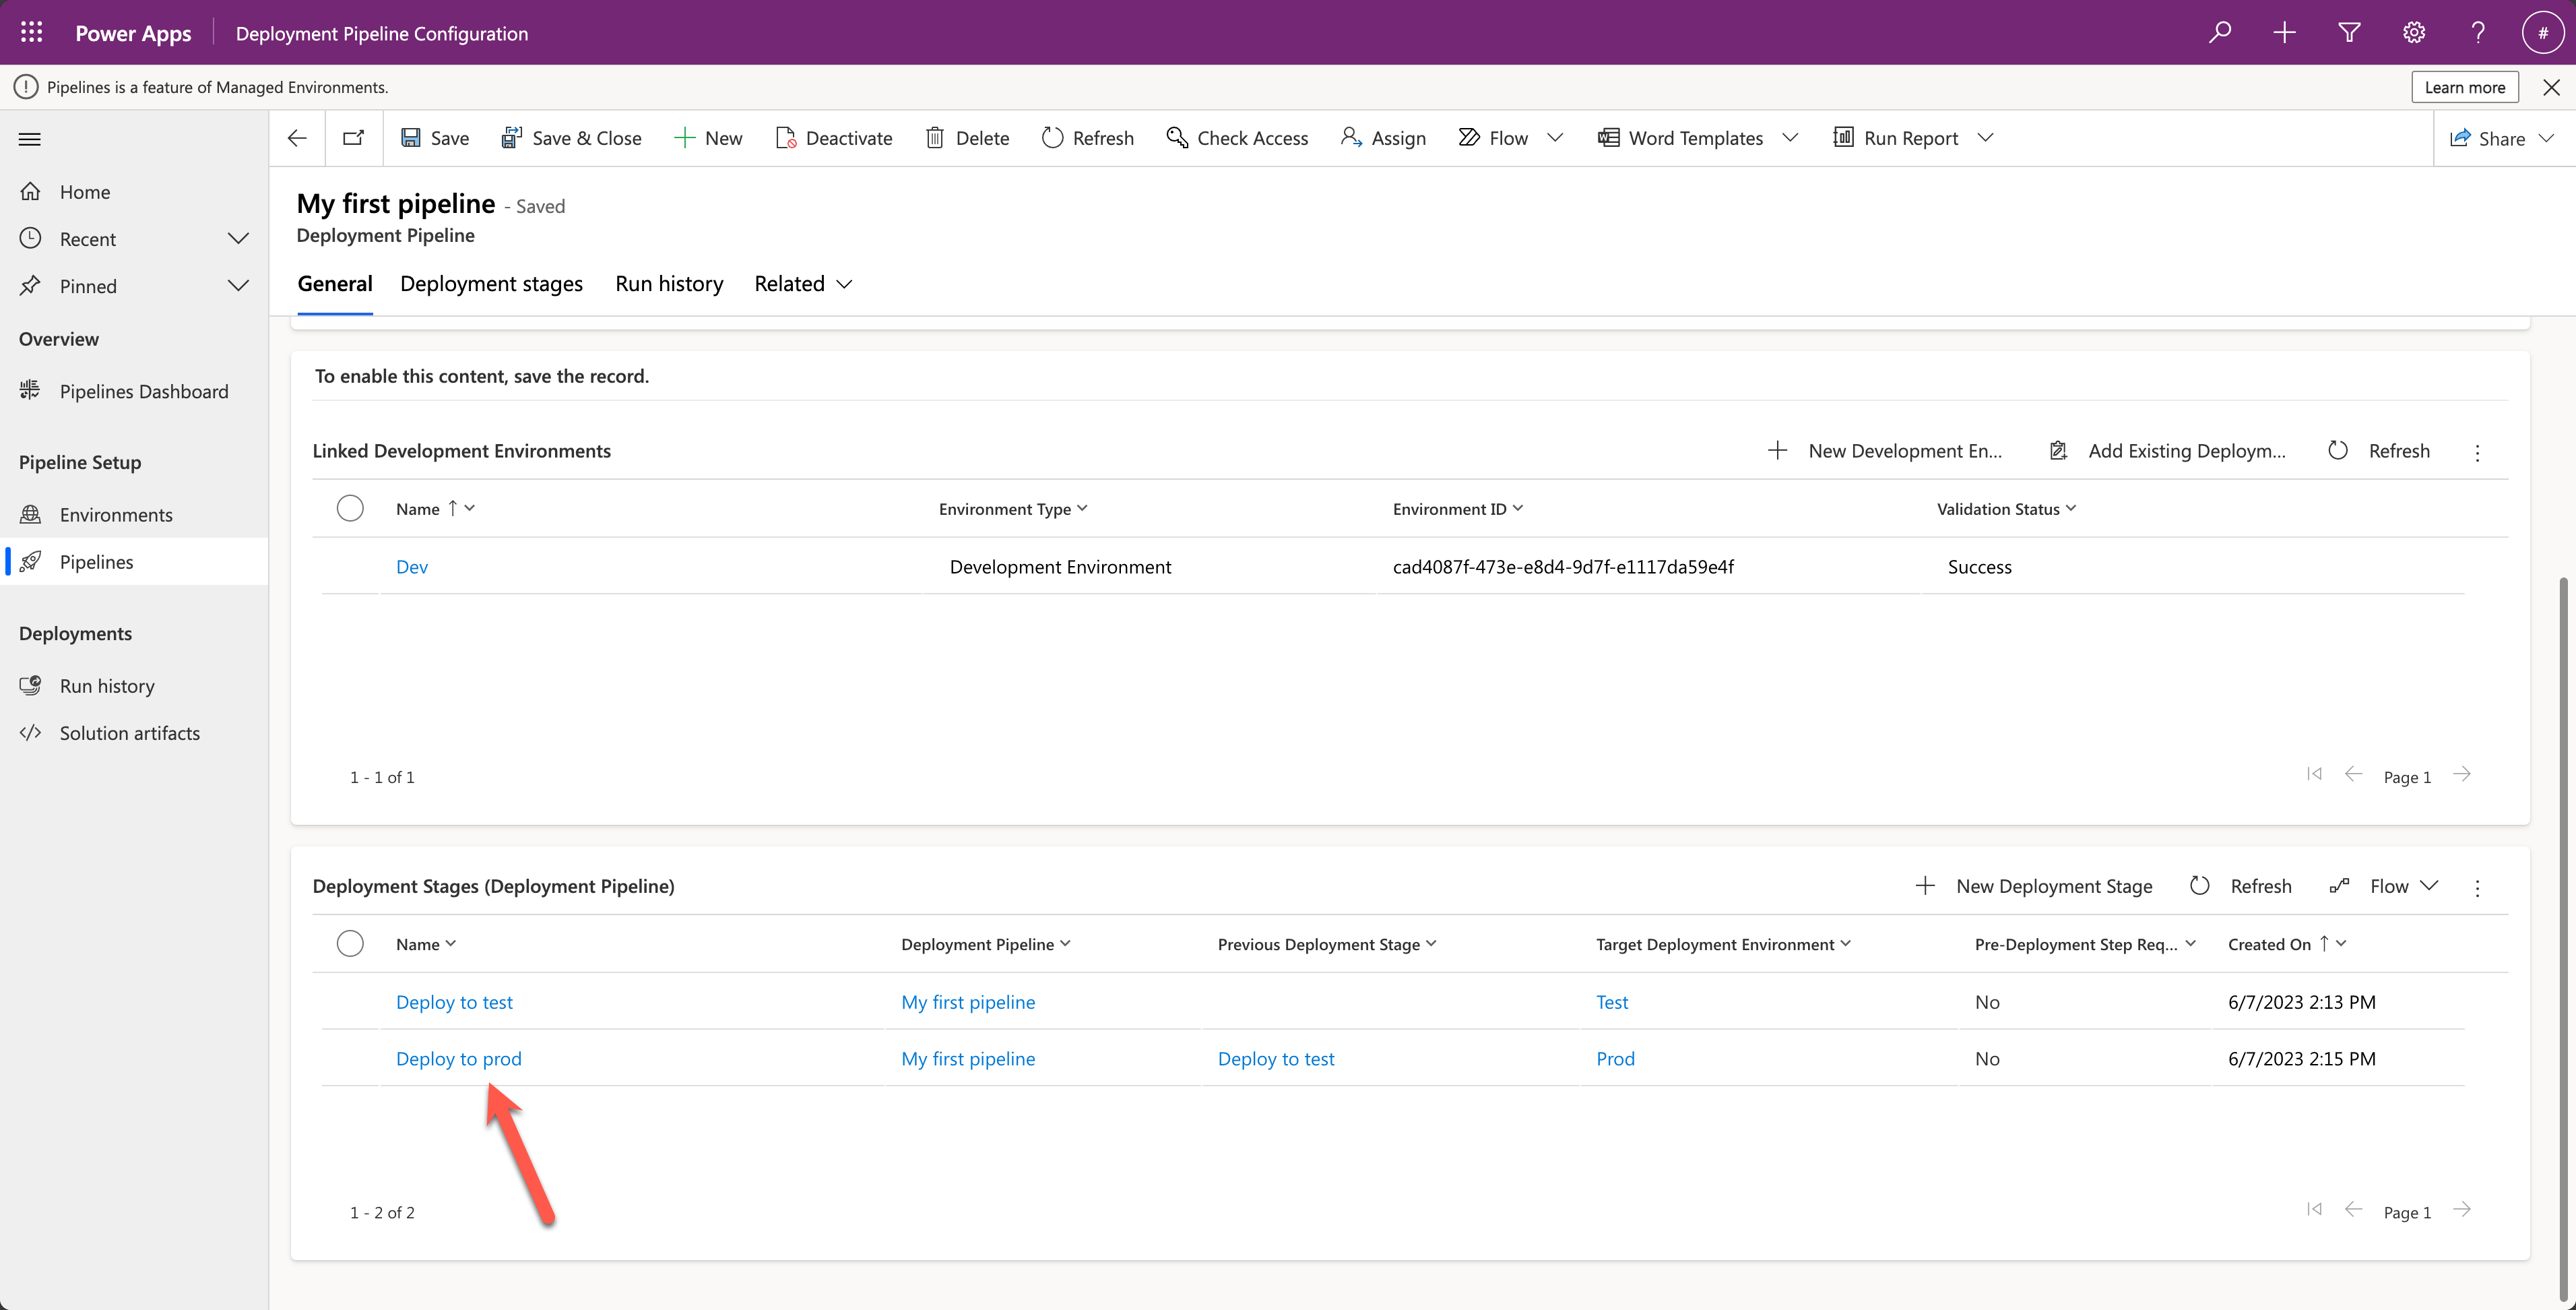 Power Apps Deployment Pipeline Configuration #
Pipelines is a feature of Managed Environments. Learn more
Save Save & Close New Deactivate Delete Refresh Check Access Assign Flow Word Templates Run Report Share
Home
Recent
Pinned
Overview
Pipelines Dashboard
Pipeline Setup
Environments
Pipelines
Deployments
Run history
Solution artifacts
My first pipeline - Saved
Deployment Pipeline
General Deployment stages Run history Related
To enable this content, save the record.
Linked Development Environments New Development En... Add Existing Deploym... Refresh
Name Environment Type Environment ID Validation Status
Dev Development Environment cad4087f-473e-e8d4-9d7f-e1117da59e4f Success
1 - 1 of 1 Page 1
Deployment Stages (Deployment Pipeline) New Deployment Stage Refresh Flow
Name Deployment Pipeline Previous Deployment Stage Target Deployment Environment Pre-Deployment Step Req... Created On
Deploy to test My first pipeline Test No 6/7/2023 2:13 PM
Deploy to prod My first pipeline Deploy to test Prod No 6/7/2023 2:15 PM
1 - 2 of 2 Page 1